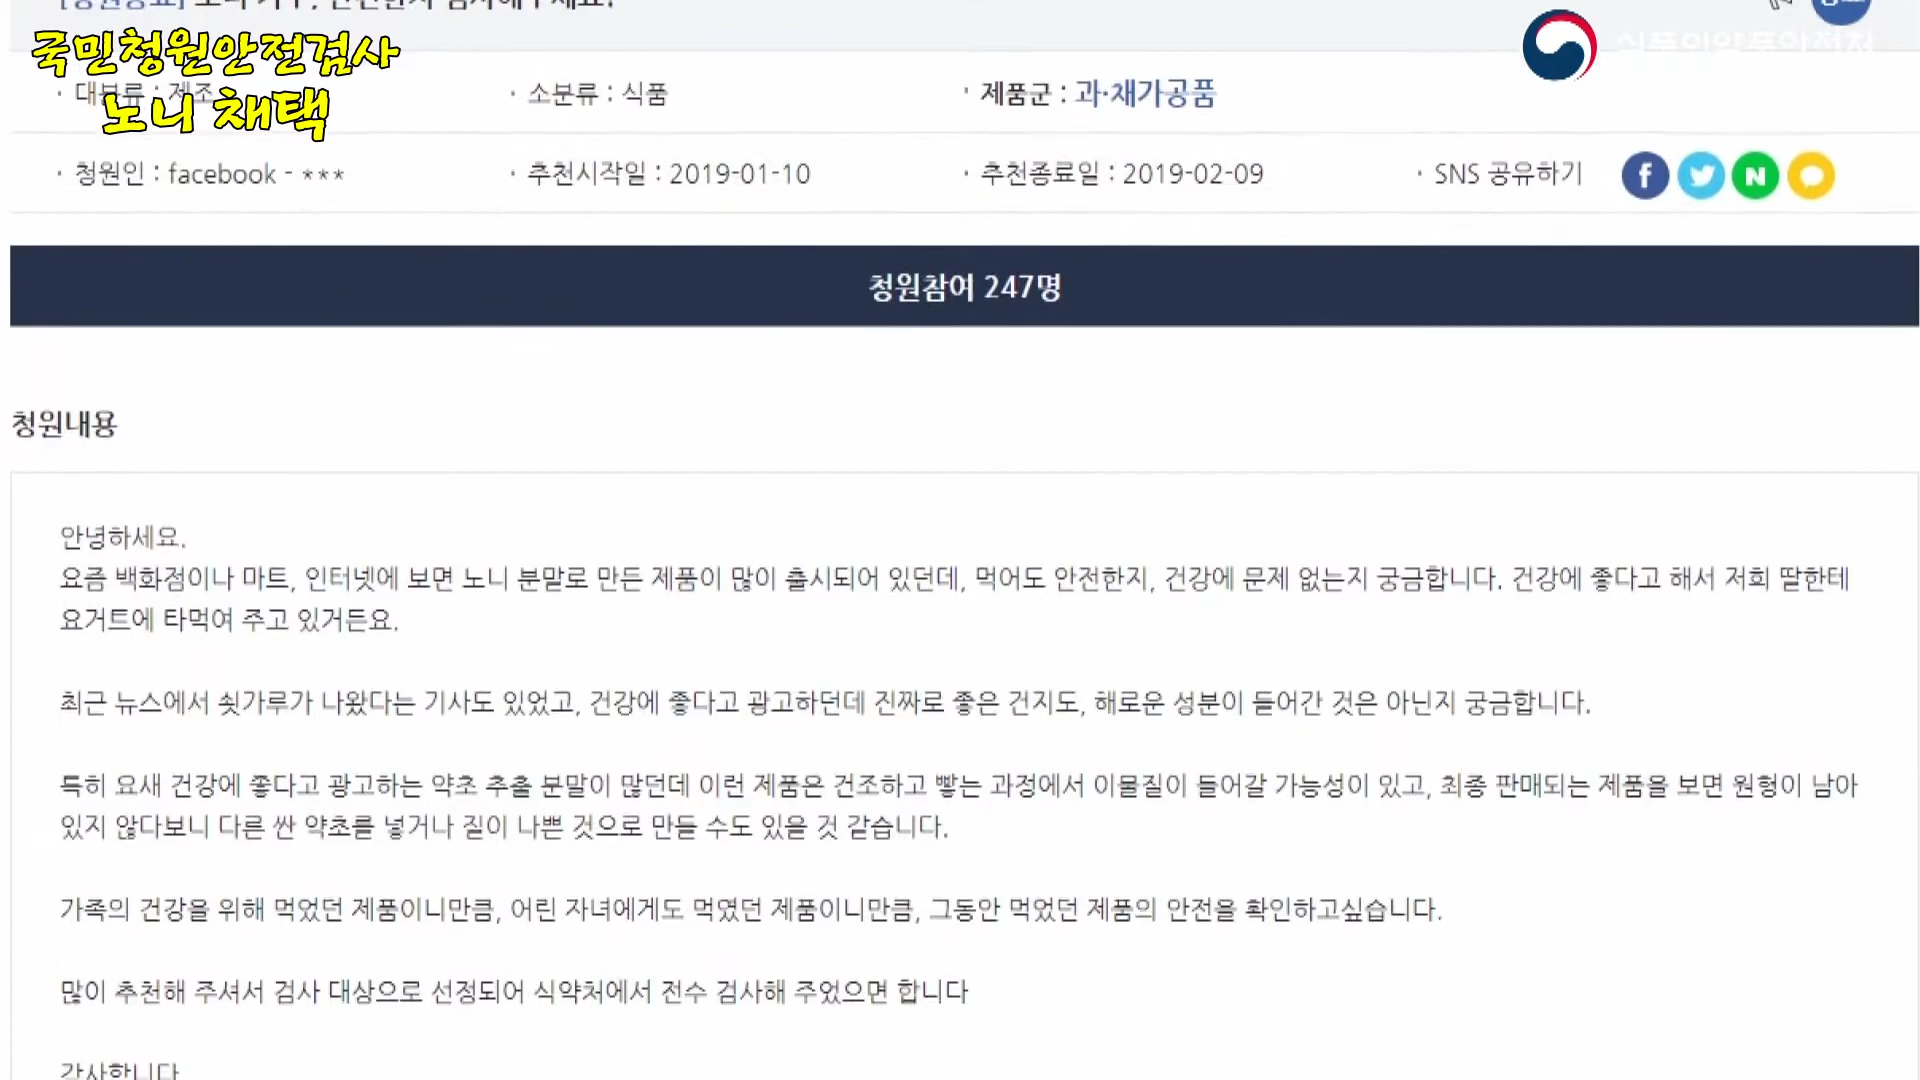 국민청원안전검사
노니 채택
식품의약품안전처
· 대분류 : 제조
· 소분류 : 식품
· 제품군 : 과·채가공품
· 청원인 : facebook - ***
· 추천시작일 : 2019-01-10
· 추천종료일 : 2019-02-09
· SNS 공유하기
청원참여 247명
청원내용
안녕하세요.
요즘 백화점이나 마트, 인터넷에 보면 노니 분말로 만든 제품이 많이 출시되어 있던데, 먹어도 안전한지, 건강에 문제 없는지 궁금합니다. 건강에 좋다고 해서 저희 딸한테
요거트에 타먹여 주고 있거든요.
최근 뉴스에서 쇳가루가 나왔다는 기사도 있었고, 건강에 좋다고 광고하던데 진짜로 좋은 건지도, 해로운 성분이 들어간 것은 아닌지 궁금합니다.
특히 요새 건강에 좋다고 광고하는 약초 추출 분말이 많던데 이런 제품은 건조하고 빻는 과정에서 이물질이 들어갈 가능성이 있고, 최종 판매되는 제품을 보면 원형이 남아
있지 않다보니 다른 싼 약초를 넣거나 질이 나쁜 것으로 만들 수도 있을 것 같습니다.
가족의 건강을 위해 먹었던 제품이니만큼, 어린 자녀에게도 먹였던 제품이니만큼, 그동안 먹었던 제품의 안전을 확인하고싶습니다.
많이 추천해 주셔서 검사 대상으로 선정되어 식약처에서 전수 검사해 주었으면 합니다
감사합니다